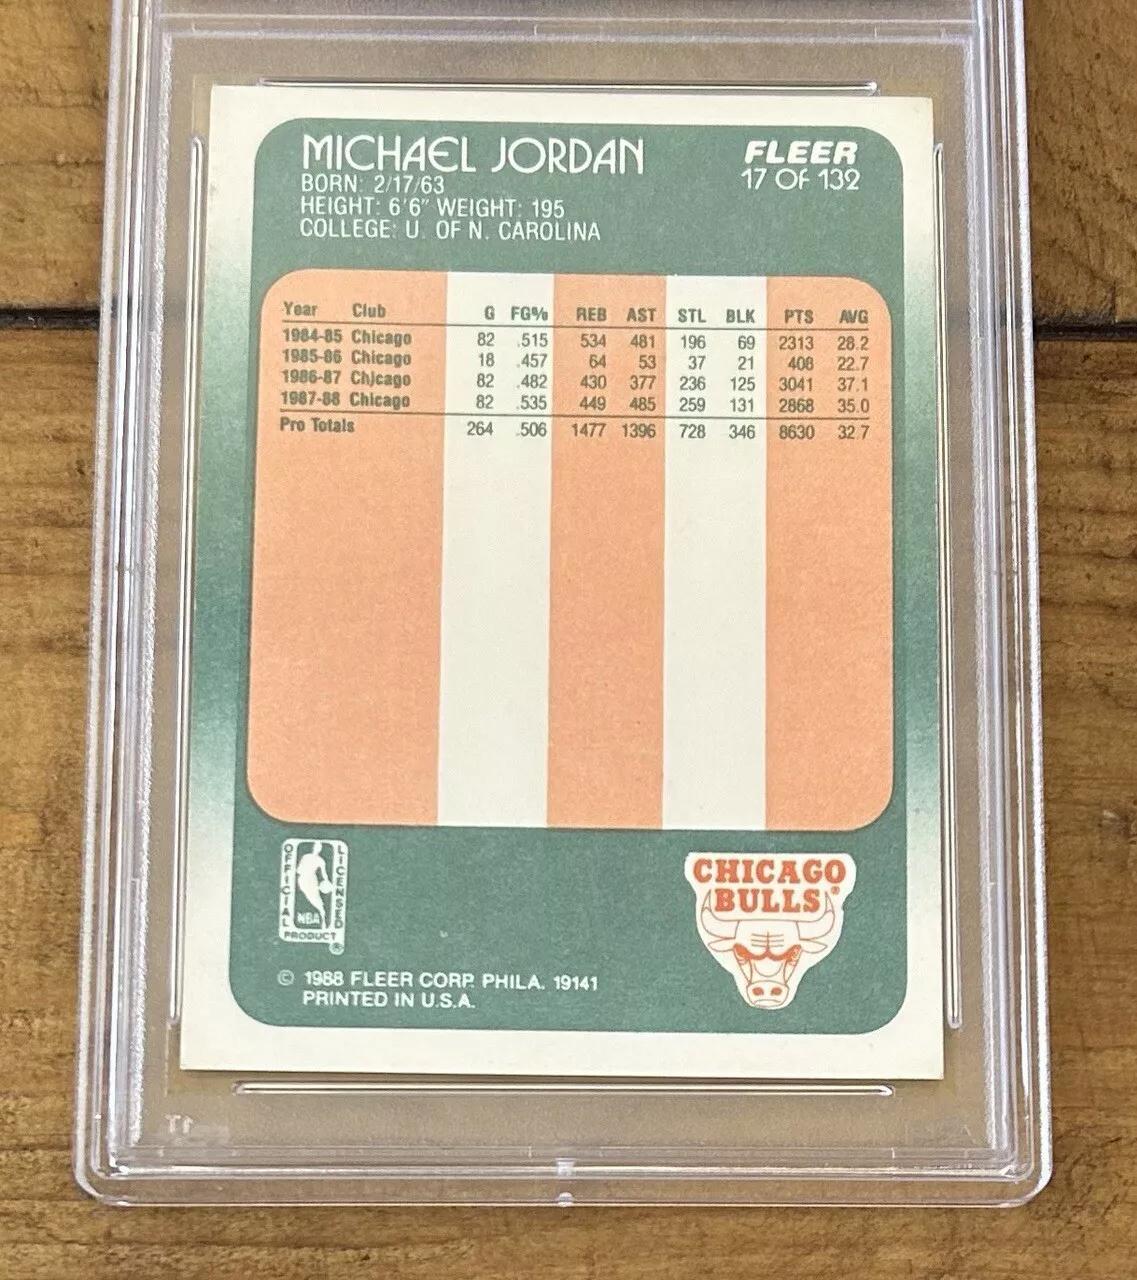 MICHAEL JORDAN
FLEER
17 OF 132
BORN: 2/17/63
HEIGHT: 6'6" WEIGHT: 195
COLLEGE: U. OF N. CAROLINA
Year Club G FG% REB AST STL BLK PTS AVG
1984-85 Chicago 82 .515 534 481 196 69 2313 28.2
1985-86 Chicago 18 .457 64 53 37 21 408 22.7
1986-87 Chicago 82 .482 430 377 236 125 3041 37.1
1987-88 Chicago 82 .535 449 485 259 131 2868 35.0
Pro Totals 264 .506 1477 1396 728 346 8630 32.7
OFFICIAL
LICENSED
NBA
PRODUCT
®
CHICAGO
BULLS®
© 1988 FLEER CORP. PHILA. 19141
PRINTED IN U.S.A.